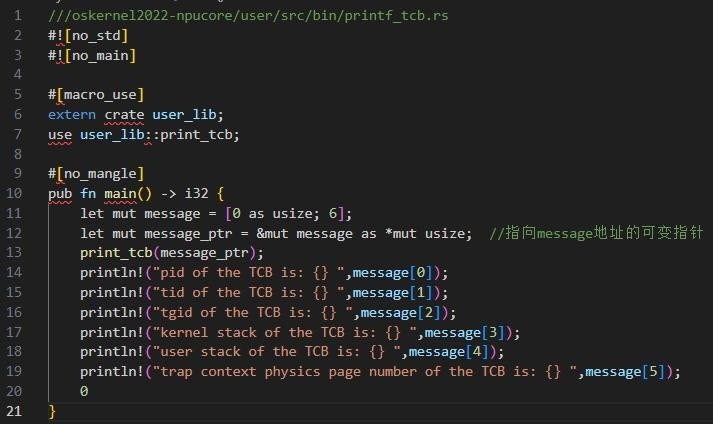 1 ///oskernel2022-npucore/user/src/bin/printf_tcb.rs
2 #![no_std]
3 #![no_main]
4
5 #[macro_use]
6 extern crate user_lib;
7 use user_lib::print_tcb;
8
9 #[no_mangle]
10 pub fn main() -> i32 {
11     let mut message = [0 as usize; 6];
12     let mut message_ptr = &mut message as *mut usize;  //指向message地址的可变指针
13     print_tcb(message_ptr);
14     println!("pid of the TCB is: {} ",message[0]);
15     println!("tid of the TCB is: {} ",message[1]);
16     println!("tgid of the TCB is: {} ",message[2]);
17     println!("kernel stack of the TCB is: {} ",message[3]);
18     println!("user stack of the TCB is: {} ",message[4]);
19     println!("trap context physics page number of the TCB is: {} ",message[5]);
20     0
21 }